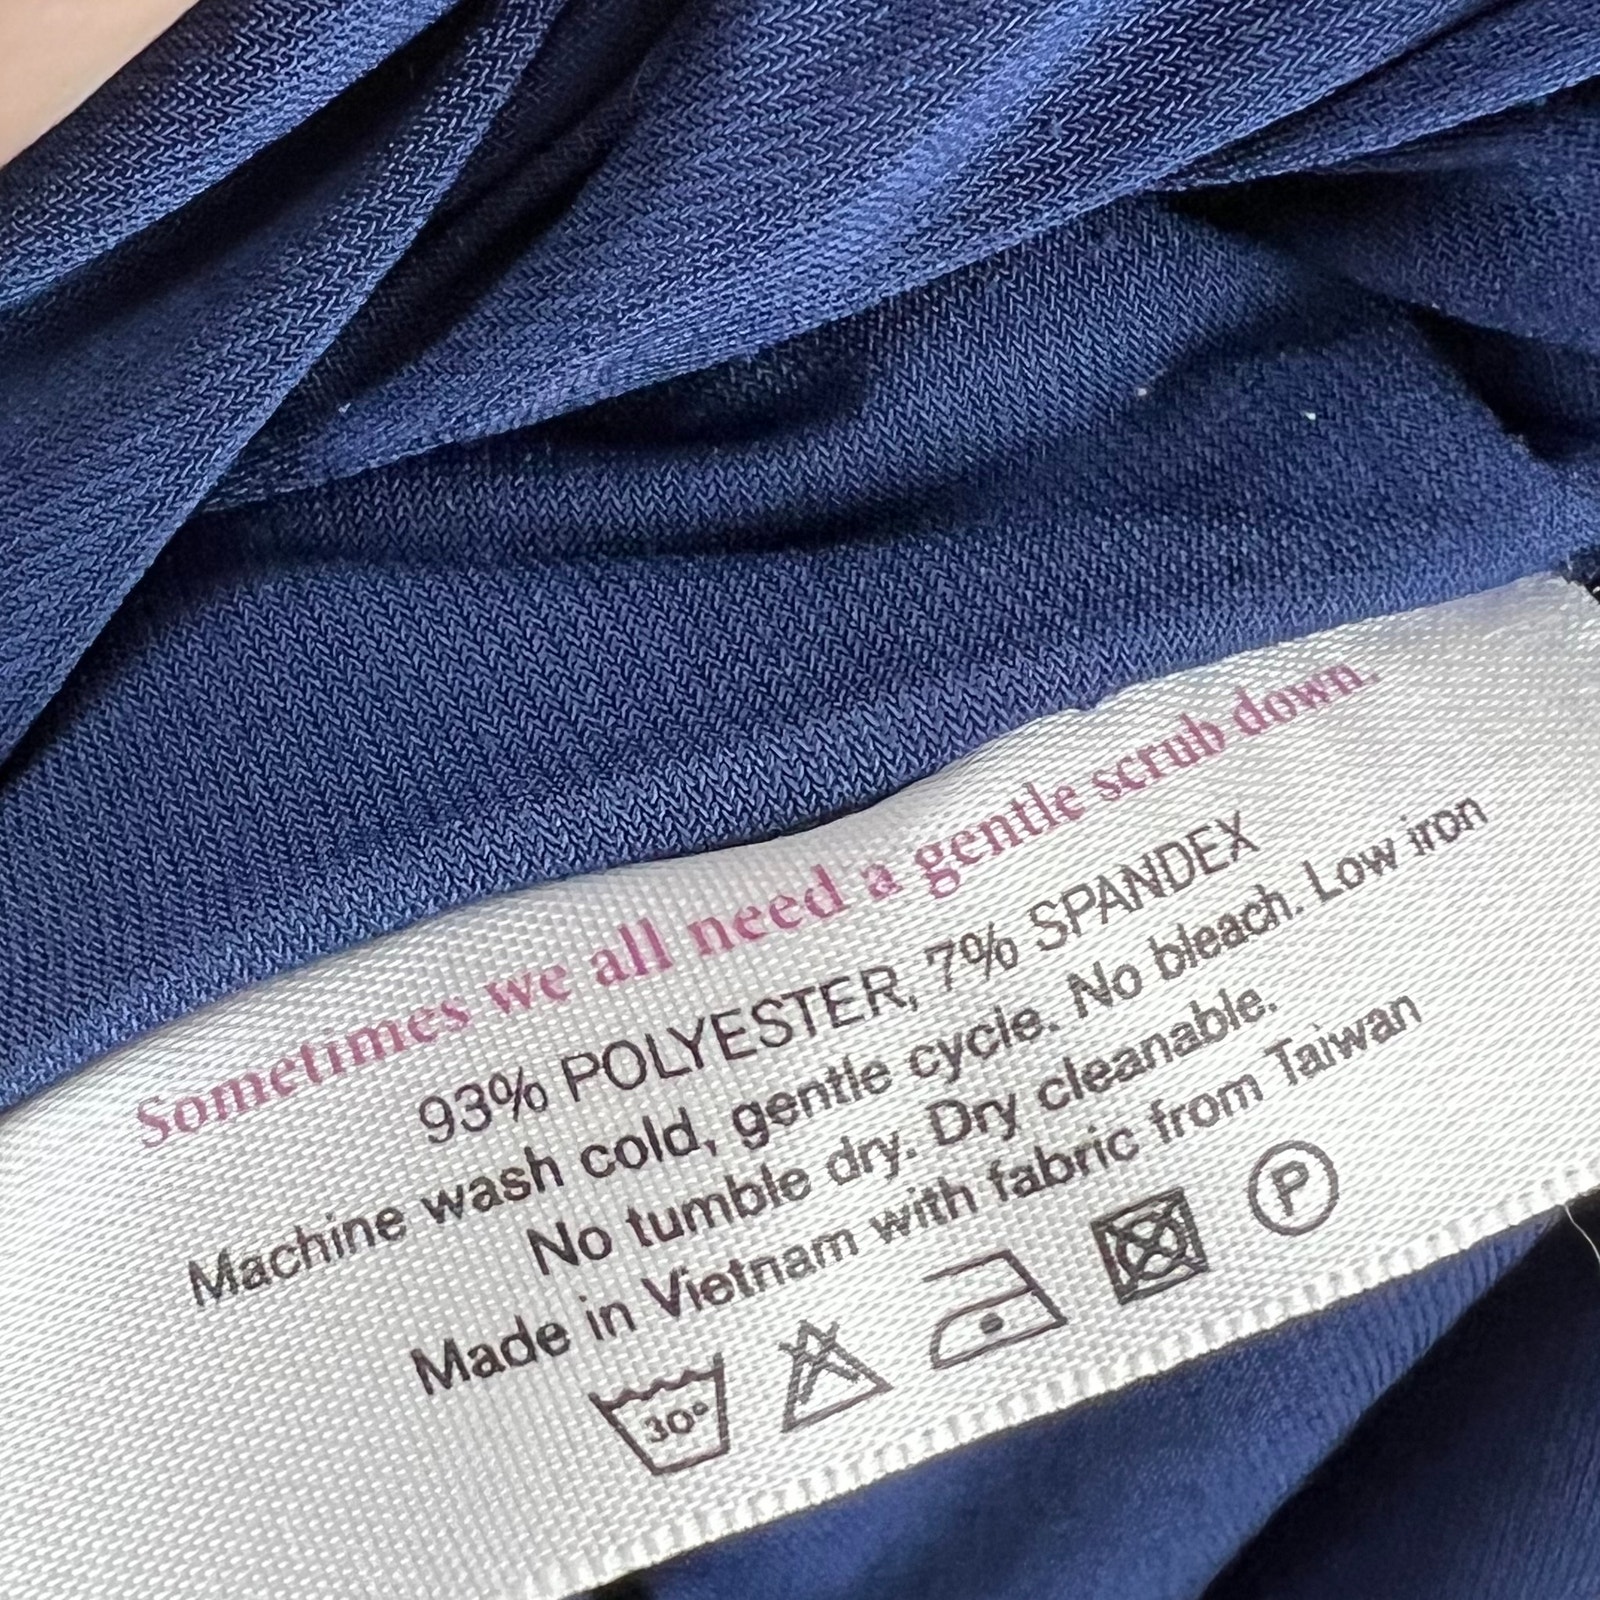 Sometimes we all need a gentle scrub down.
93% POLYESTER, 7% SPANDEX
Machine wash cold, gentle cycle. No bleach. Low iron
No tumble dry. Dry cleanable.
Made in Vietnam with fabric from Taiwan
30° P